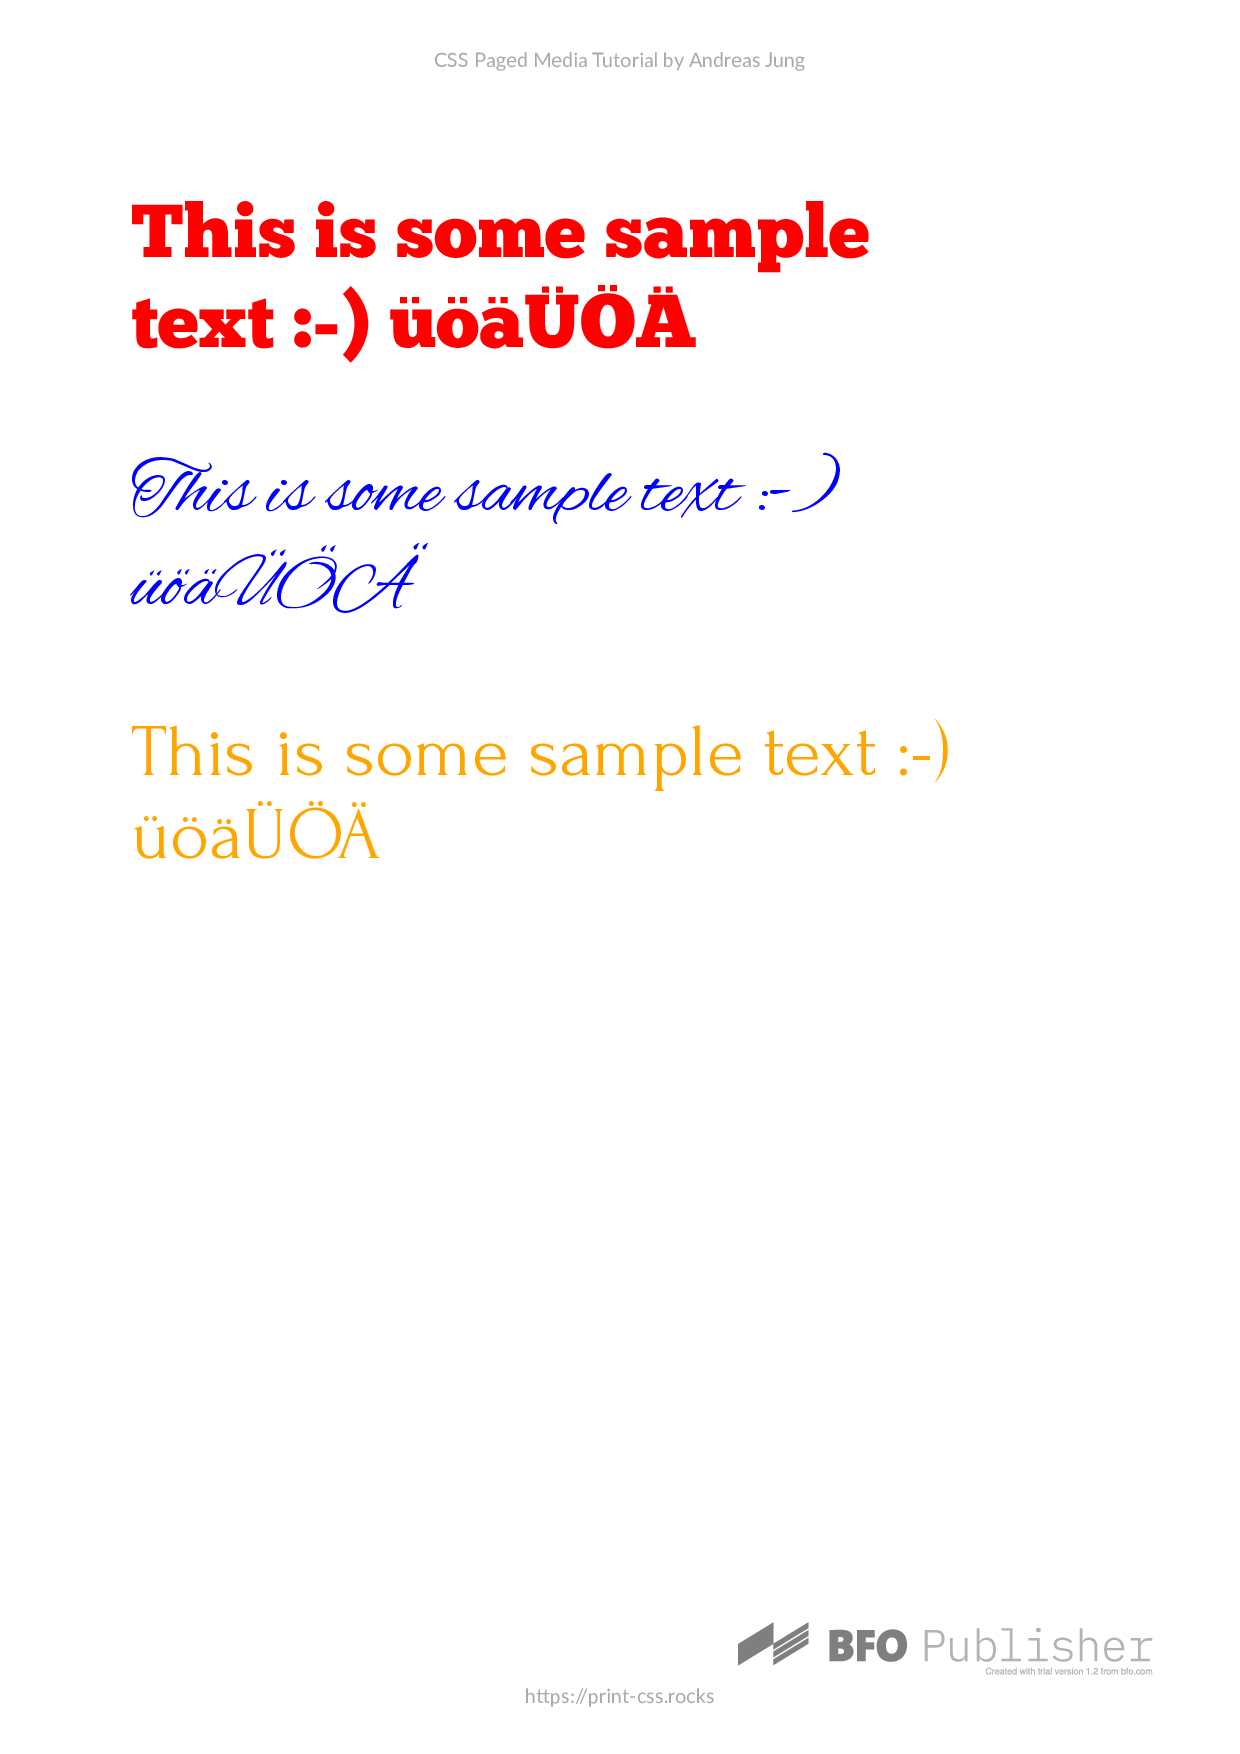 CSS Paged Media Tutorial by Andreas Jung
This is some sample
text :-) üöäÜÖÄ
This is some sample text :-)
üöäÜÖÄ
This is some sample text :-)
üöäÜÖÄ
BFO Publisher
Created with trial version 1.2 from bfo.com
https://print-css.rocks